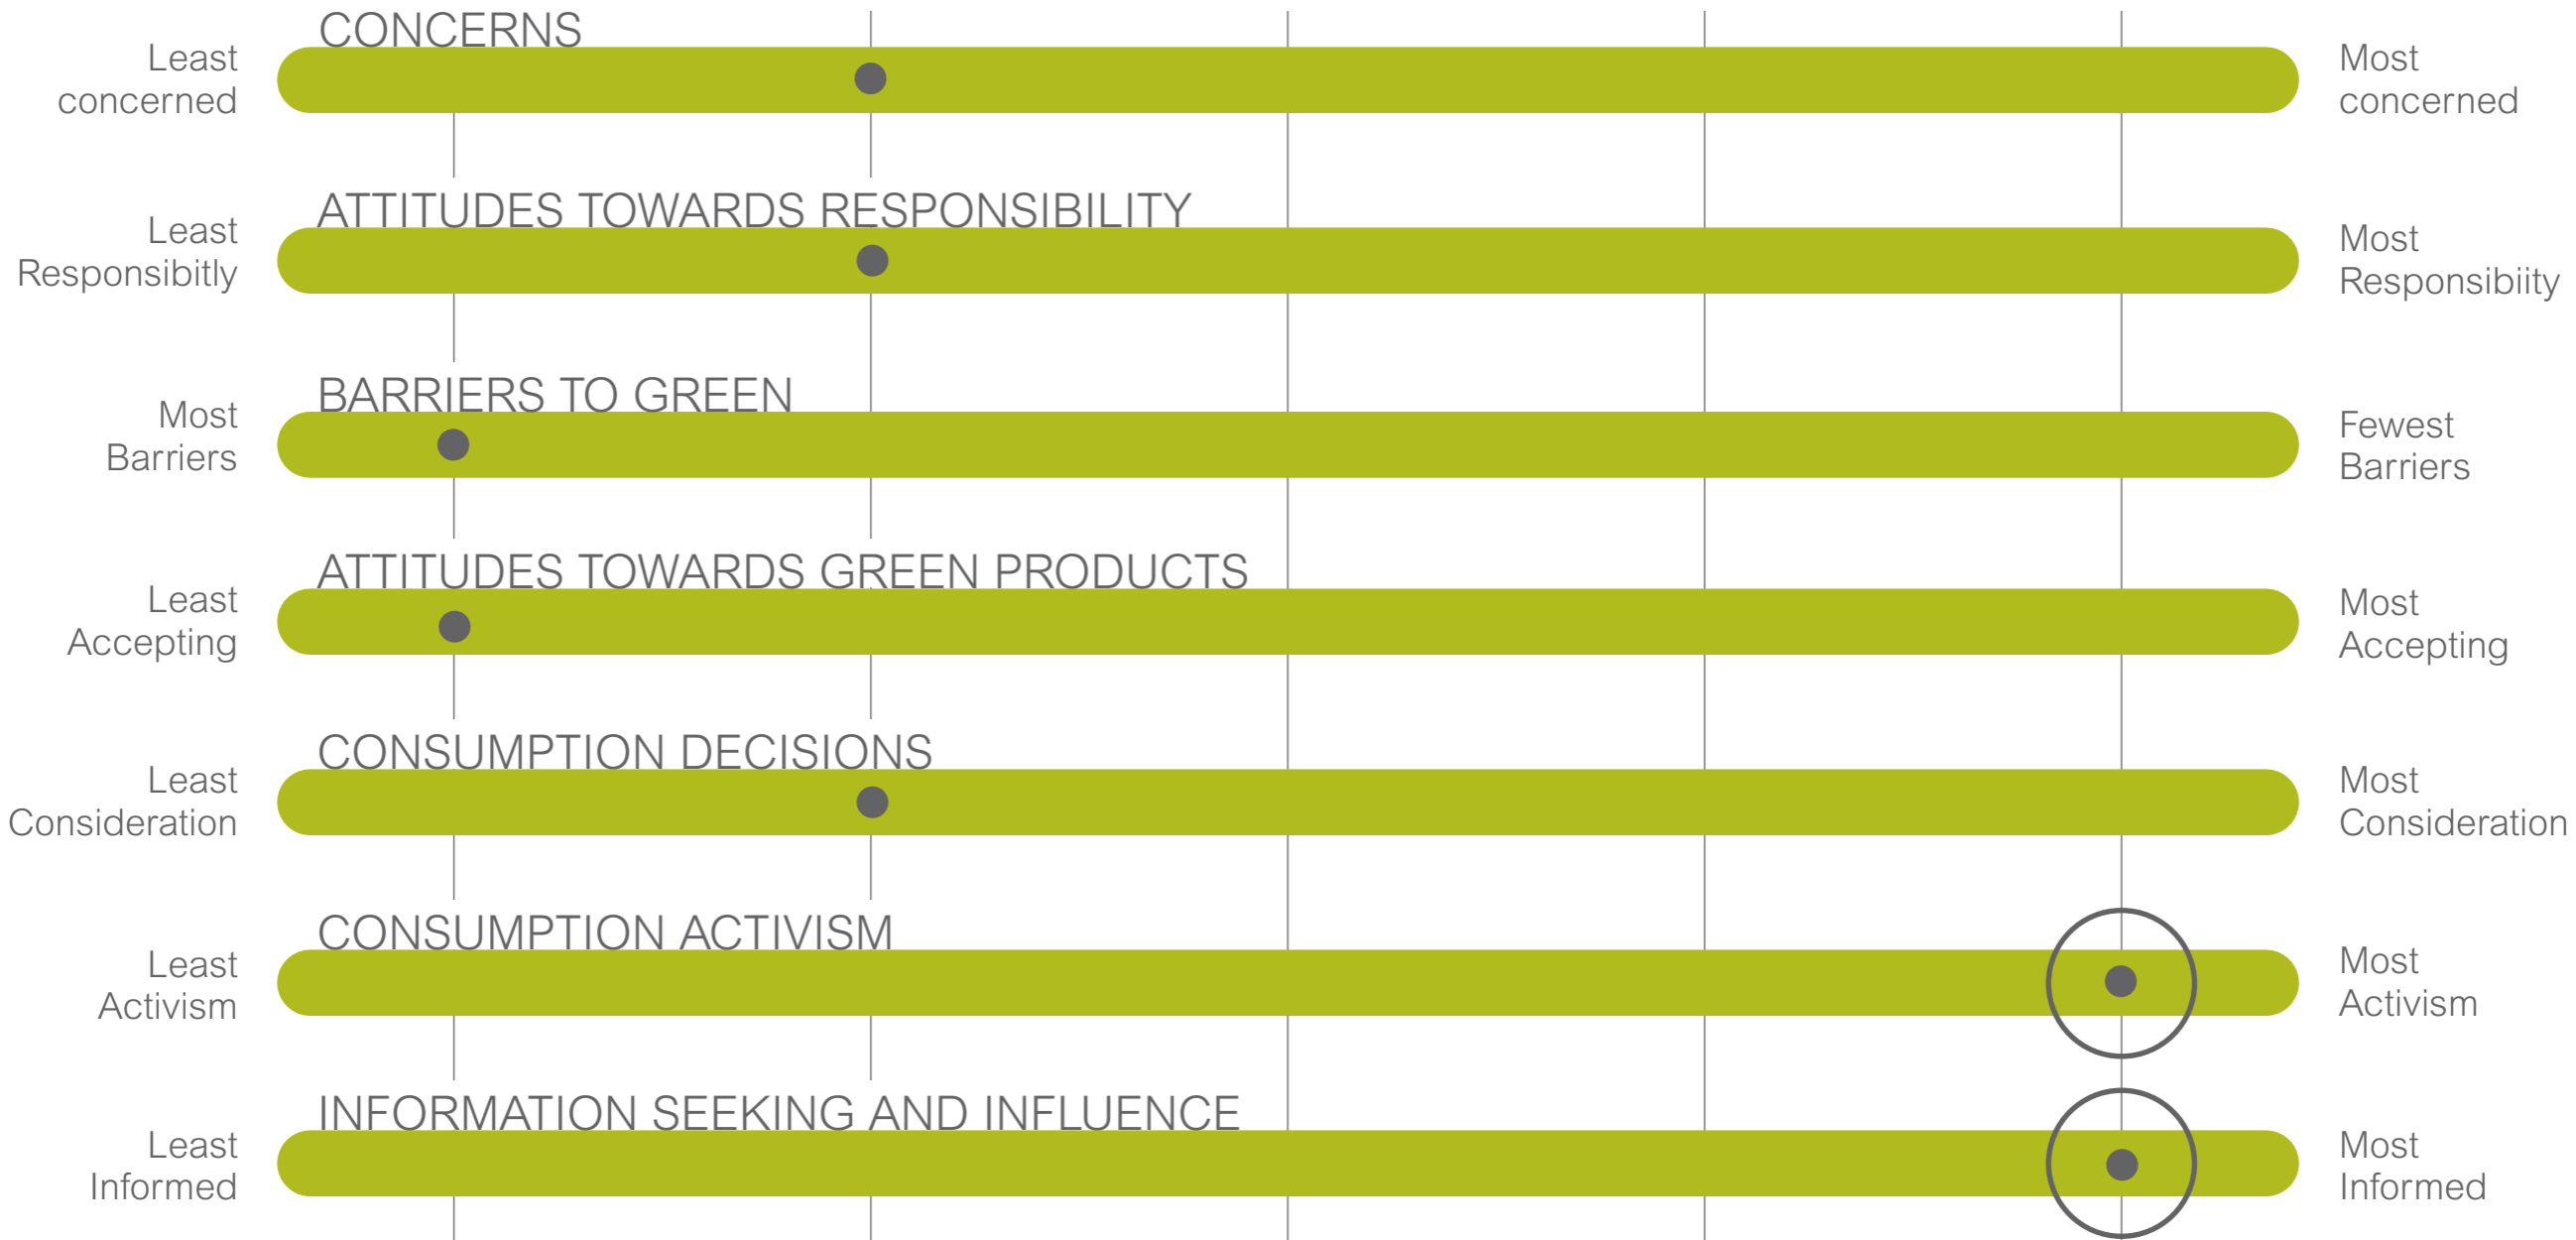 CONCERNS
Least
concerned
Most
concerned
ATTITUDES TOWARDS RESPONSIBILITY
Least
Responsibitly
Most
Responsibiity
BARRIERS TO GREEN
Most
Barriers
Fewest
Barriers
ATTITUDES TOWARDS GREEN PRODUCTS
Least
Accepting
Most
Accepting
CONSUMPTION DECISIONS
Least
Consideration
Most
Consideration
CONSUMPTION ACTIVISM
Least
Activism
Most
Activism
INFORMATION SEEKING AND INFLUENCE
Least
Informed
Most
Informed